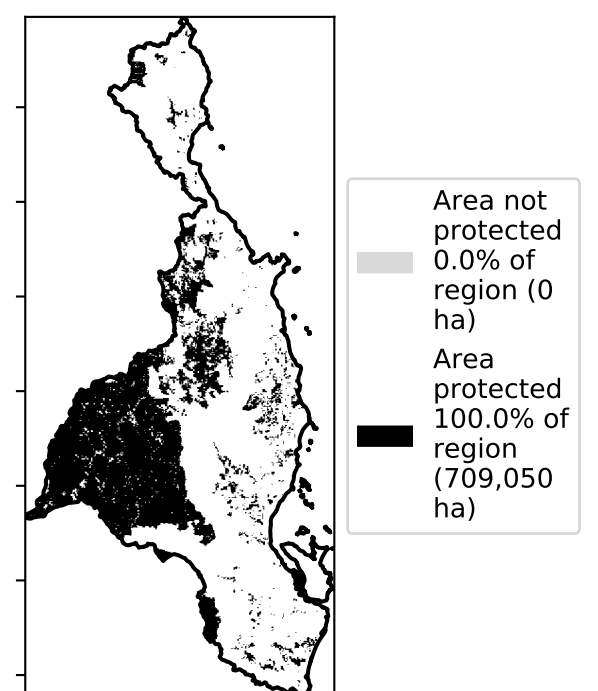 Area not
protected
0.0% of
region (0
ha)
Area
protected
100.0% of
region
(709,050
ha)